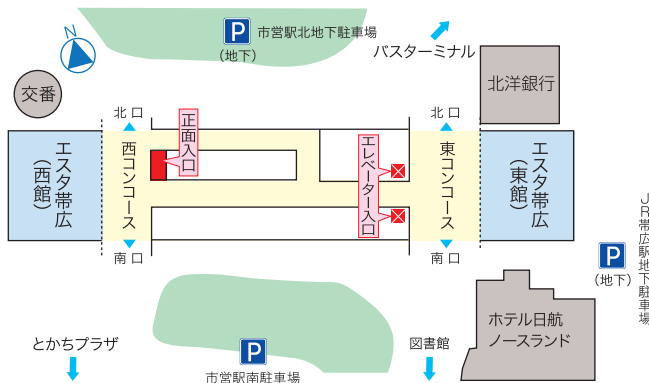 N
P
市営駅北地下駐車場
(地下)
バスターミナル
交番
北洋銀行
北口
正面入口
北口
エスタ帯広
(西館)
西コンコース
エレベーター入口
東コンコース
エスタ帯広
(東館)
南口
南口
P
(地下)
JR帯広駅地下駐車場
ホテル日航
ノースランド
とかちプラザ
P
市営駅南駐車場
図書館